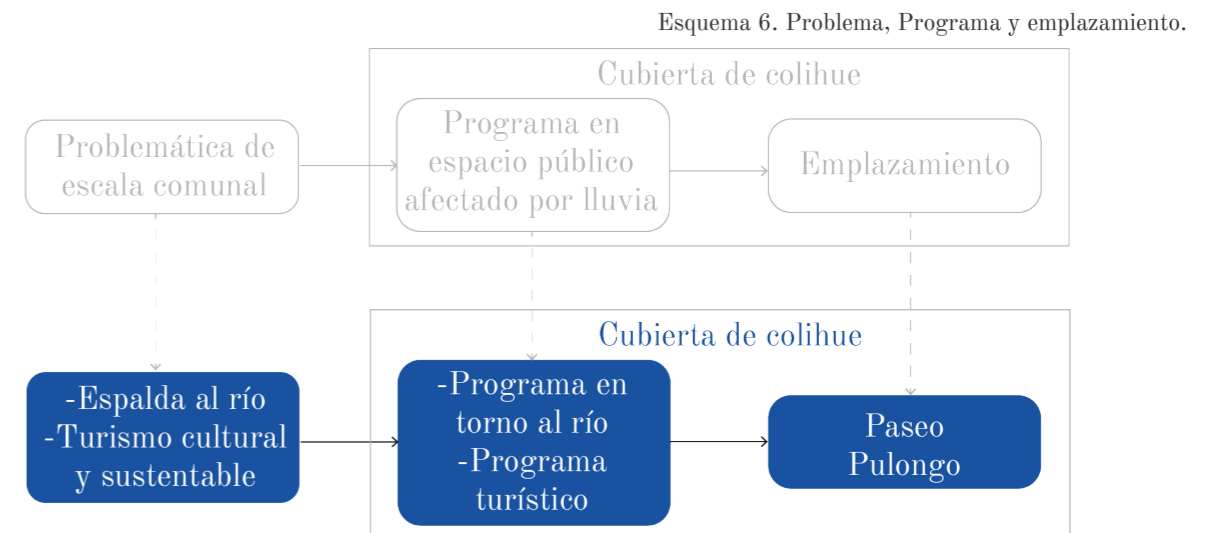 Esquema 6. Problema, Programa y emplazamiento.
Cubierta de colihue
Problemática de
escala comunal
Programa en
espacio público
afectado por lluvia
Emplazamiento
Cubierta de colihue
-Espalda al río
-Turismo cultural
y sustentable
-Programa en
torno al río
-Programa
turístico
Paseo
Pulongo